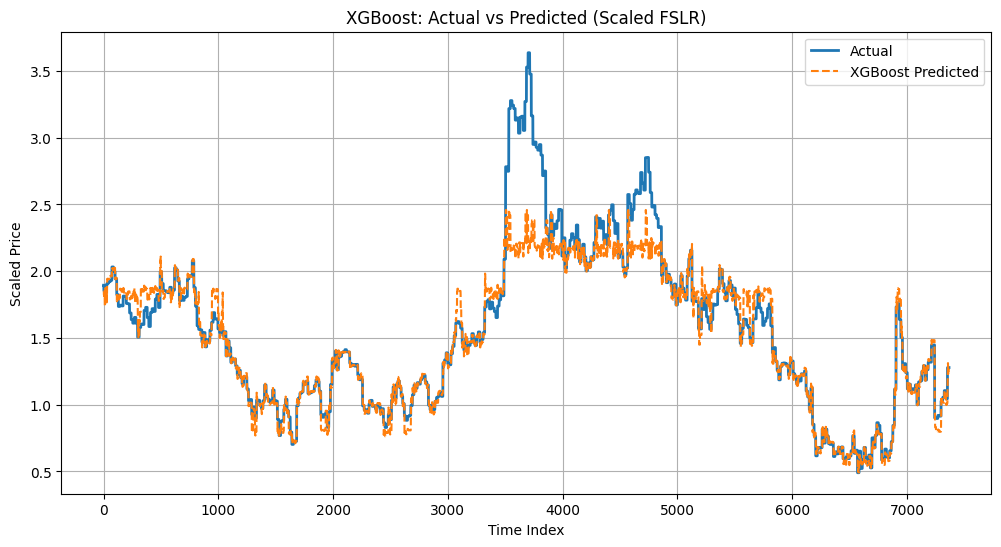 XGBoost: Actual vs Predicted (Scaled FSLR)
Actual
XGBoost Predicted
Scaled Price
3.5
3.0
2.5
2.0
1.5
1.0
0.5
0 1000 2000 3000 4000 5000 6000 7000
Time Index